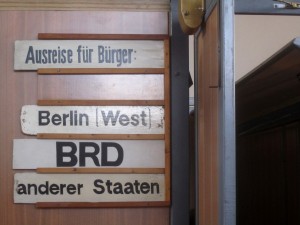 Ausreise für Bürger:
Berlin [West]
BRD
anderer Staaten